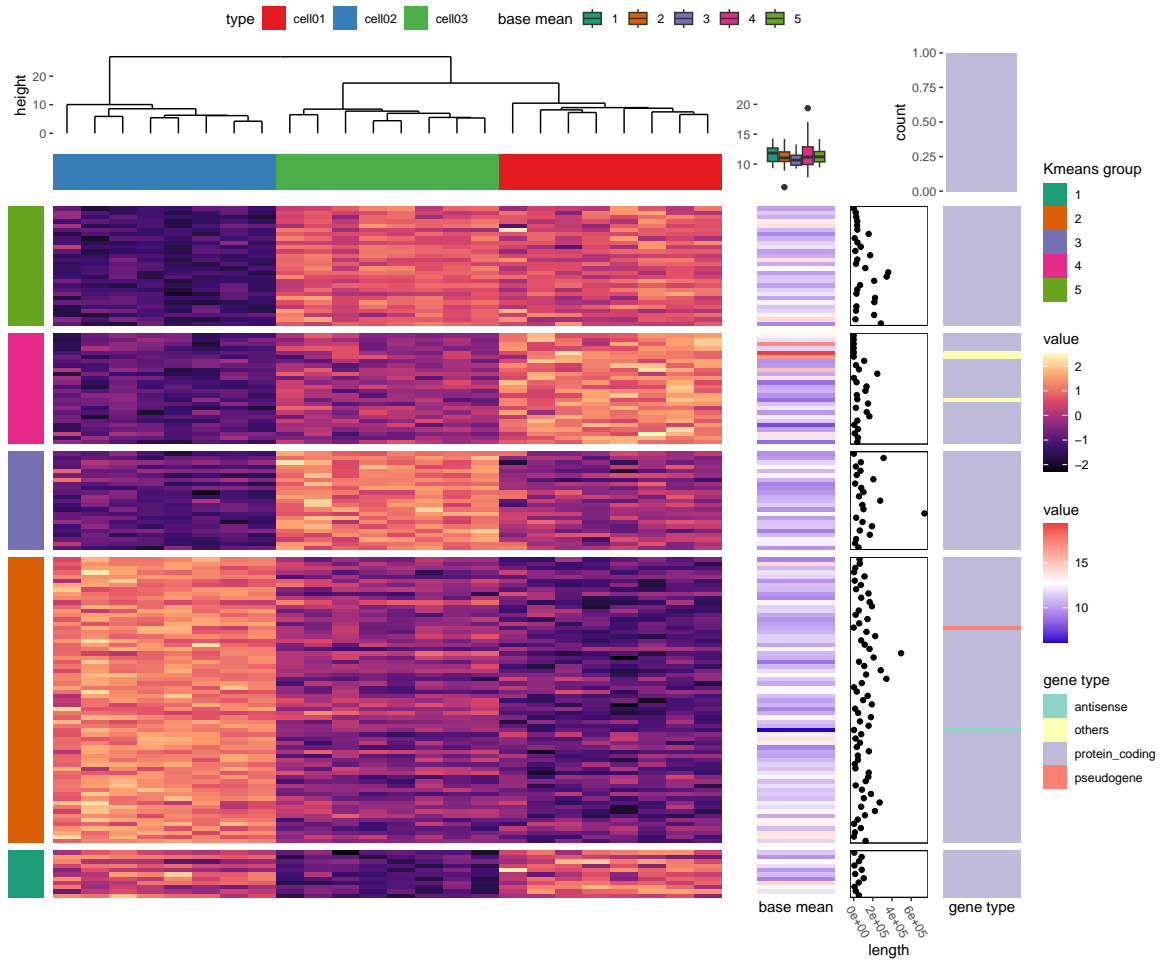 type cell01 cell02 cell03 base mean 1 2 3 4 5
height
20
10
0
20
15
10
count
1.00
0.75
0.50
0.25
0.00
Kmeans group
1
2
3
4
5
value
2
1
0
−1
−2
value
15
10
gene type
antisense
others
protein_coding
pseudogene
base mean
0e+00
2e+05
4e+05
6e+05
length
gene type